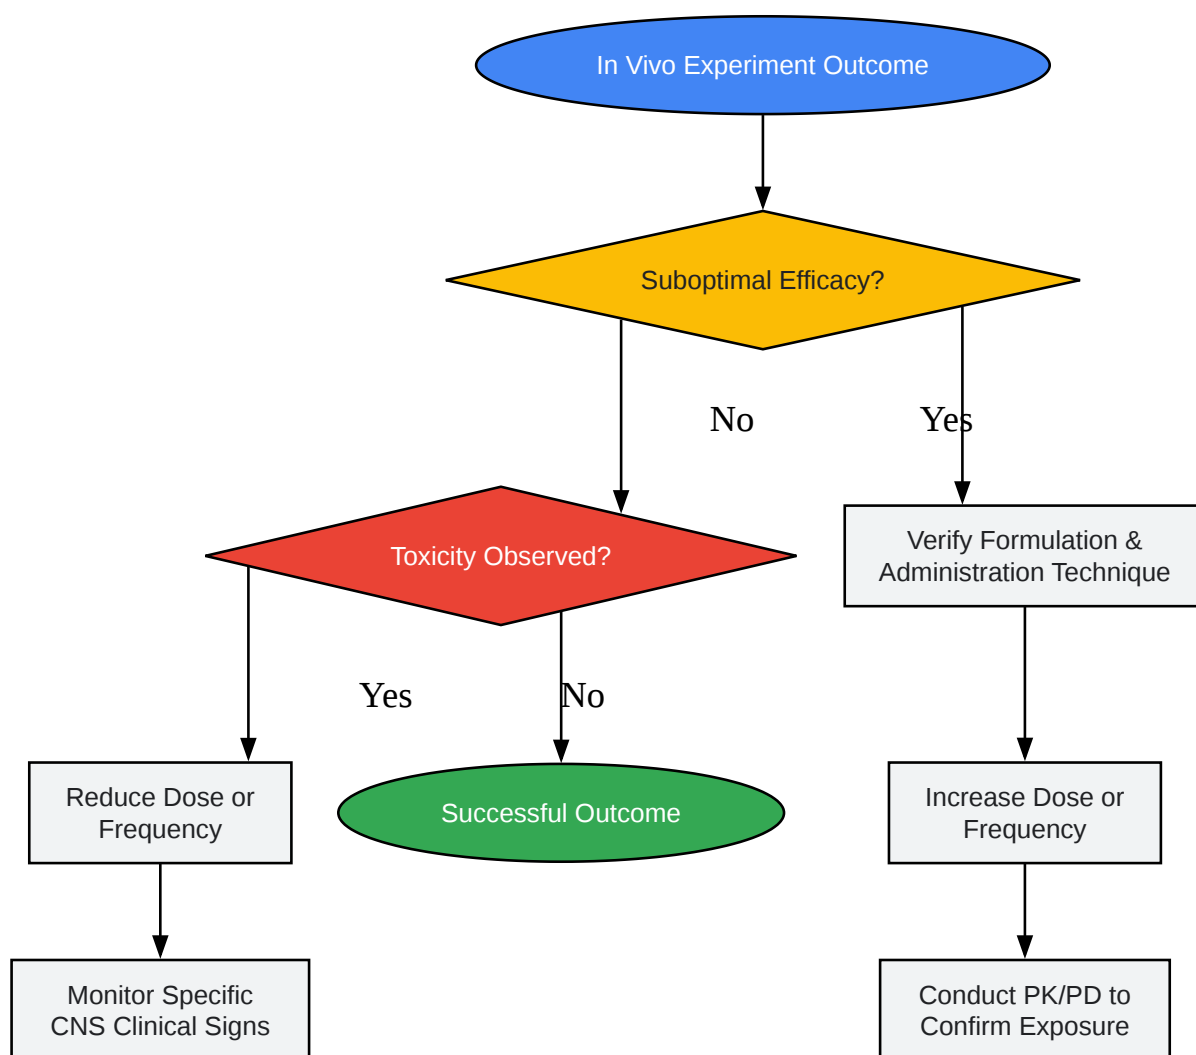 In Vivo Experiment Outcome
Suboptimal Efficacy?
No
Yes
Toxicity Observed?
Verify Formulation &
Administration Technique
Yes
No
Reduce Dose or
Frequency
Successful Outcome
Increase Dose or
Frequency
Monitor Specific
CNS Clinical Signs
Conduct PK/PD to
Confirm Exposure